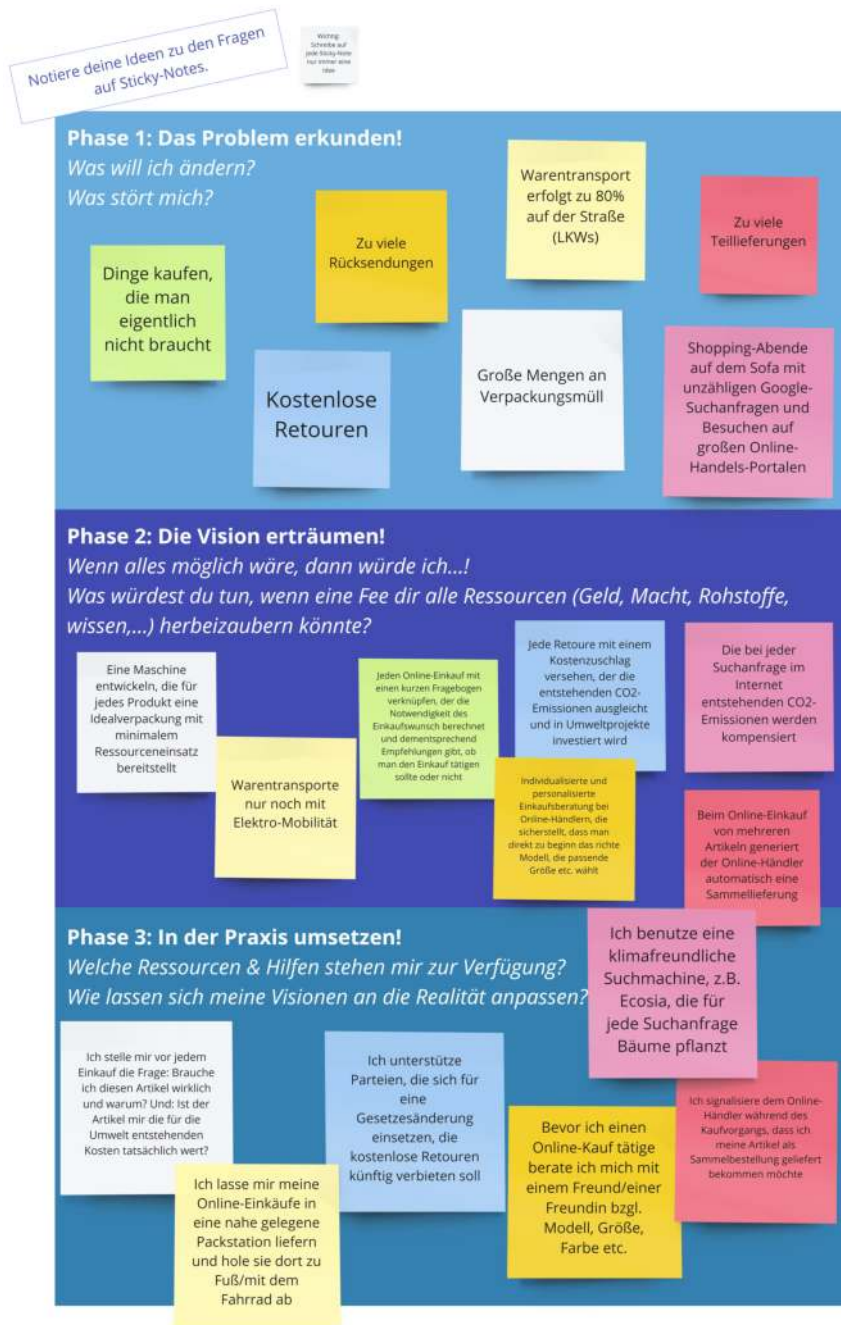 Notiere deine Ideen zu den Fragen
auf Sticky-Notes.
Wichtig:
Schreibe auf
jede Sticky-Note
nur immer eine
Idee
Phase 1: Das Problem erkunden!
Was will ich ändern?
Was stört mich?
Dinge kaufen,
die man
eigentlich
nicht braucht
Zu viele
Rücksendungen
Warentransport
erfolgt zu 80%
auf der Straße
(LKWs)
Zu viele
Teillieferungen
Kostenlose
Retouren
Große Mengen an
Verpackungsmüll
Shopping-Abende
auf dem Sofa mit
unzähligen Google-
Suchanfragen und
Besuchen auf
großen Online-
Handels-Portalen
Phase 2: Die Vision erträumen!
Wenn alles möglich wäre, dann würde ich...!
Was würdest du tun, wenn eine Fee dir alle Ressourcen (Geld, Macht, Rohstoffe,
wissen,...) herbeizaubern könnte?
Eine Maschine
entwickeln, die für
jedes Produkt eine
Idealverpackung mit
minimalem
Ressourceneinsatz
bereitstellt
Warentransporte
nur noch mit
Elektro-Mobilität
Jeden Online-Einkauf mit
einen kurzen Fragebogen
verknüpfen, der die
Notwendigkeit des
Einkaufswunsch berechnet
und dementsprechend
Empfehlungen gibt, ob
man den Einkauf tätigen
sollte oder nicht
Jede Retoure mit einem
Kostenzuschlag
versehen, der die
entstehenden CO2-
Emissionen ausgleicht
und in Umweltprojekte
investiert wird
Individualisierte und
personalisierte
Einkaufsberatung bei
Online-Händlern, die
sicherstellt, dass man
direkt zu beginn das richte
Modell, die passende
Größe etc. wählt
Die bei jeder
Suchanfrage im
Internet
entstehenden CO2-
Emissionen werden
kompensiert
Beim Online-Einkauf
von mehreren
Artikeln generiert
der Online-Händler
automatisch eine
Sammellieferung
Phase 3: In der Praxis umsetzen!
Welche Ressourcen & Hilfen stehen mir zur Verfügung?
Wie lassen sich meine Visionen an die Realität anpassen?
Ich benutze eine
klimafreundliche
Suchmachine, z.B.
Ecosia, die für
jede Suchanfrage
Bäume pflanzt
Ich stelle mir vor jedem
Einkauf die Frage: Brauche
ich diesen Artikel wirklich
und warum? Und: Ist der
Artikel mir die für die
Umwelt entstehenden
Kosten tatsächlich wert?
Ich lasse mir meine
Online-Einkäufe in
eine nahe gelegene
Packstation liefern
und hole sie dort zu
Fuß/mit dem
Fahrrad ab
Ich unterstütze
Parteien, die sich für
eine
Gesetzesänderung
einsetzen, die
kostenlose Retouren
künftig verbieten soll
Bevor ich einen
Online-Kauf tätige
berate ich mich mit
einem Freund/einer
Freundin bzgl.
Modell, Größe,
Farbe etc.
Ich signalisiere dem Online-
Händler während des
Kaufvorgangs, dass ich
meine Artikel als
Sammelbestellung geliefert
bekommen möchte